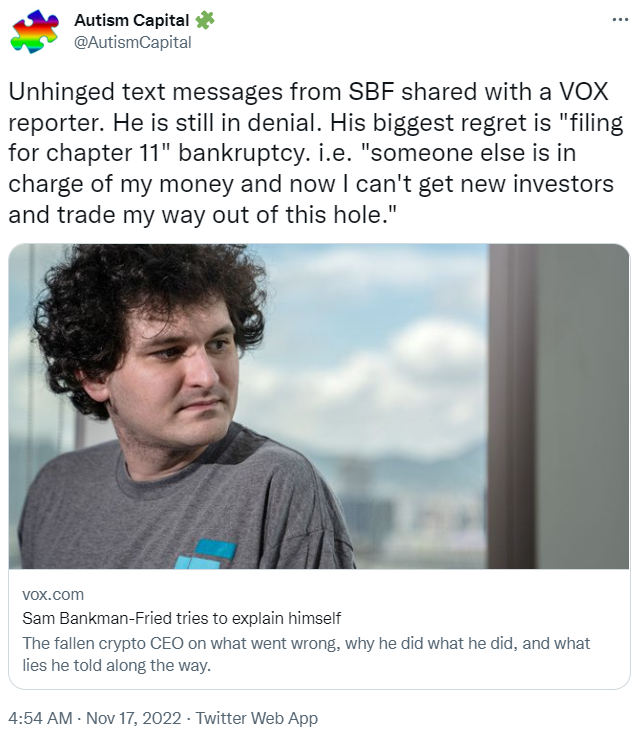 Autism Capital 🧩
@AutismCapital
Unhinged text messages from SBF shared with a VOX
reporter. He is still in denial. His biggest regret is "filing
for chapter 11" bankruptcy. i.e. "someone else is in
charge of my money and now I can't get new investors
and trade my way out of this hole."
vox.com
Sam Bankman-Fried tries to explain himself
The fallen crypto CEO on what went wrong, why he did what he did, and what
lies he told along the way.
4:54 AM · Nov 17, 2022 · Twitter Web App